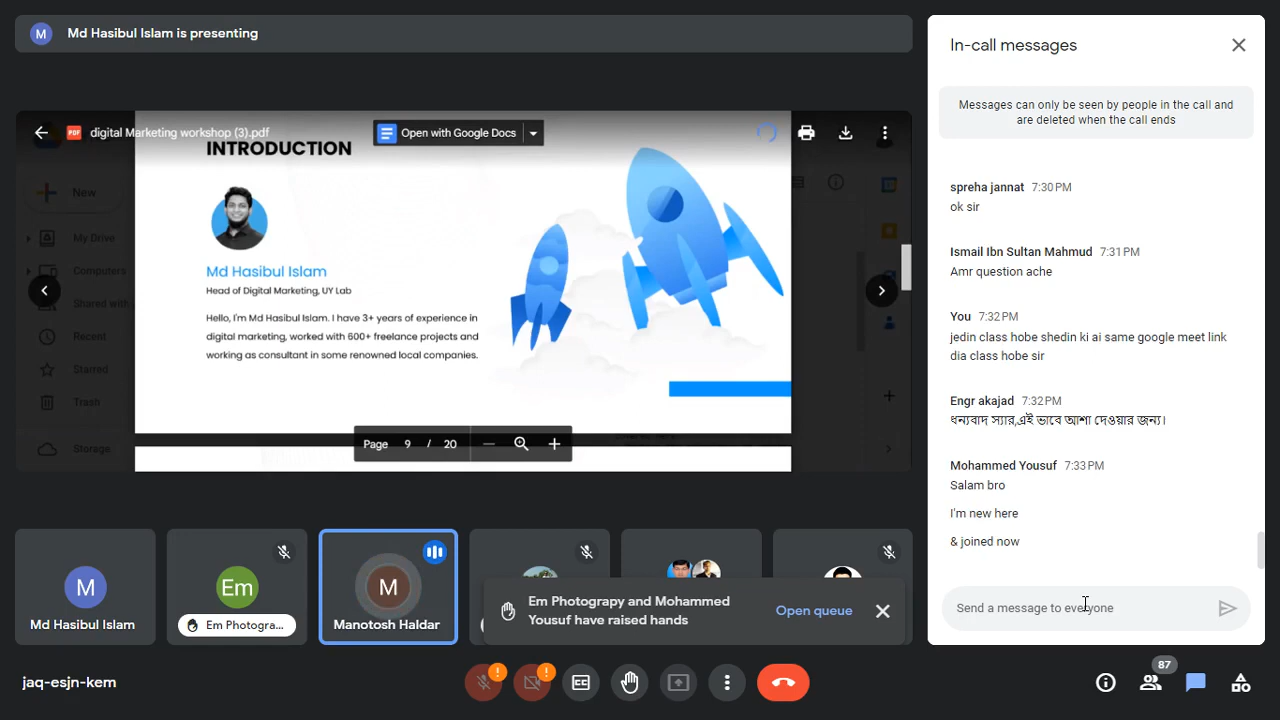 M
Md Hasibul Islam is presenting
digital Marketing workshop (3).pdf
Open with Google Docs
New
My Drive
Computers
Shared with
Recent
Starred
Trash
Storage
INTRODUCTION
Md Hasibul Islam
Head of Digital Marketing, UY Lab
Hello, I'm Md Hasibul Islam. I have 3+ years of experience in
digital marketing, worked with 600+ freelance projects and
working as consultant in some renowned local companies.
Page 9 / 20
M
Md Hasibul Islam
Em
Em Photogra...
M
Manotosh Haldar
Em Photograpy and Mohammed
Yousuf have raised hands
Open queue
jaq-esjn-kem
87
In-call messages
Messages can only be seen by people in the call and
are deleted when the call ends
spreha jannat 7:30 PM
ok sir
Ismail Ibn Sultan Mahmud 7:31 PM
Amr question ache
You 7:32 PM
jedin class hobe shedin ki ai same google meet link
dia class hobe sir
Engr akajad 7:32 PM
ধন্যবাদ স্যার,এই ভাবে আশা দেওয়ার জন্য।
Mohammed Yousuf 7:33 PM
Salam bro
I'm new here
& joined now
Send a message to everyone